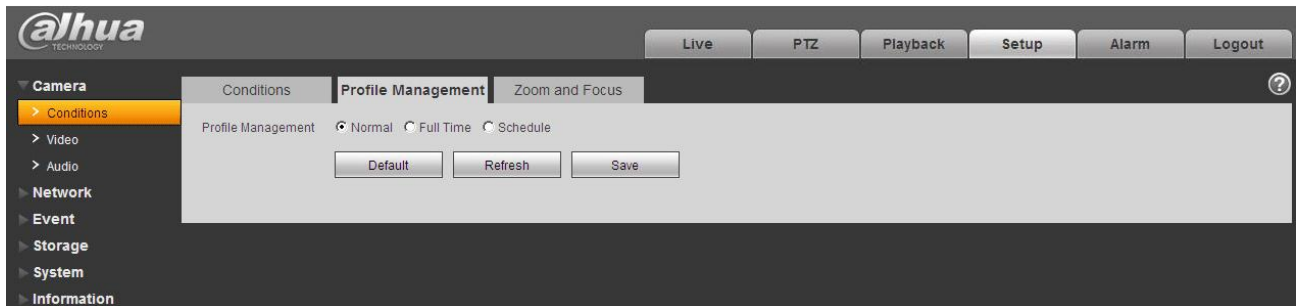 alhua
TECHNOLOGY
Live PTZ Playback Setup Alarm Logout
Camera
Conditions
Video
Audio
Network
Event
Storage
System
Information
Conditions Profile Management Zoom and Focus
?
Profile Management Normal Full Time Schedule
Default Refresh Save